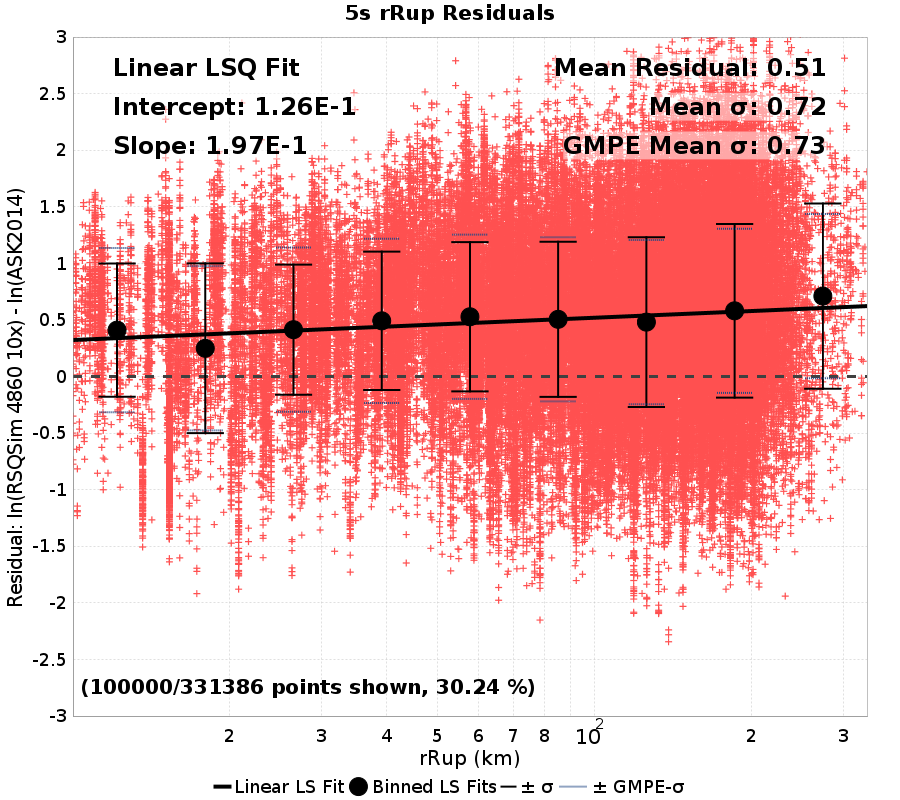 5s rRup Residuals
Linear LSQ Fit
Intercept: 1.26E-1
Slope: 1.97E-1
Mean Residual: 0.51
Mean σ: 0.72
GMPE Mean σ: 0.73
3
2.5
2
1.5
1
0.5
0
-0.5
-1
-1.5
-2
-2.5
-3
Residual: ln(RSQSim 4860 10x) - ln(ASK2014)
(100000/331386 points shown, 30.24 %)
2 3 4 5 6 7 8 10² 2 3
rRup (km)
Linear LS Fit Binned LS Fits ± σ ± GMPE-σ